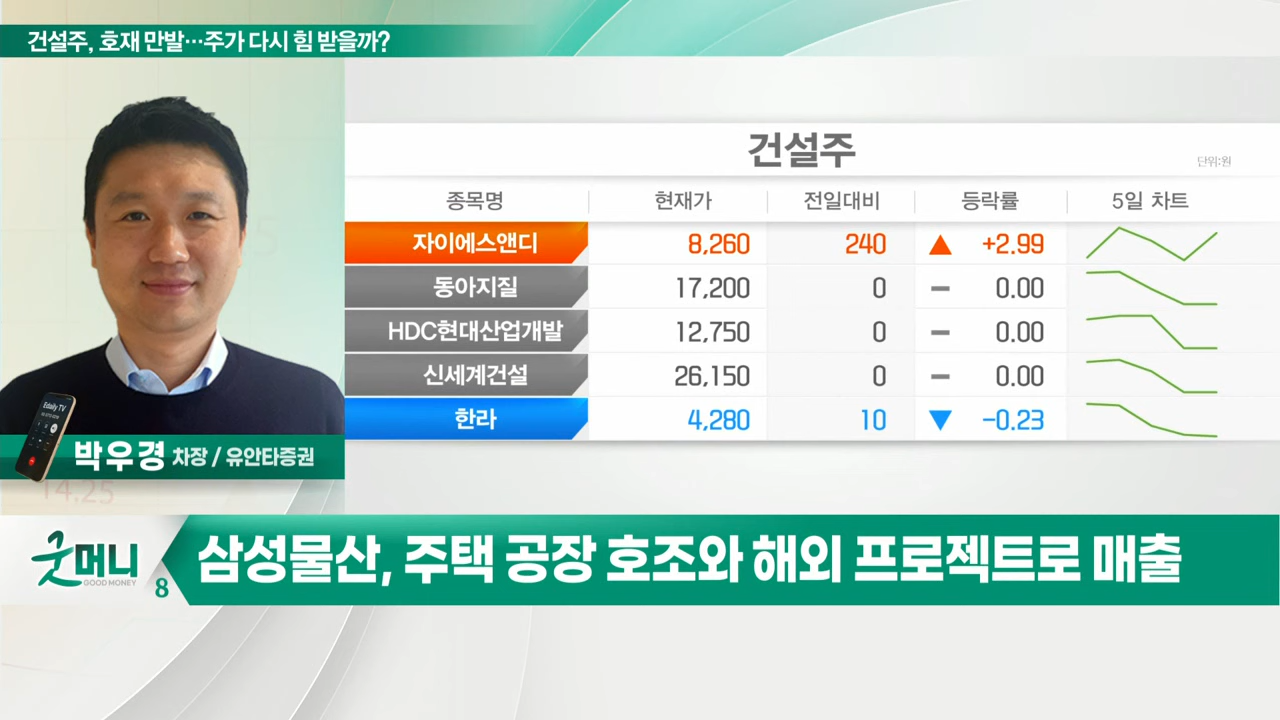 건설주, 호재 만발…주가 다시 힘 받을까?
건설주
단위:원
종목명 현재가 전일대비 등락률 5일 차트
자이에스앤디 8,260 240 ▲ +2.99
동아지질 17,200 0 － 0.00
HDC현대산업개발 12,750 0 － 0.00
신세계건설 26,150 0 － 0.00
한라 4,280 10 ▼ -0.23
Edaily TV
박우경 차장 / 유안타증권
14.25
굿머니
GOOD MONEY
8
삼성물산, 주택 공장 호조와 해외 프로젝트로 매출